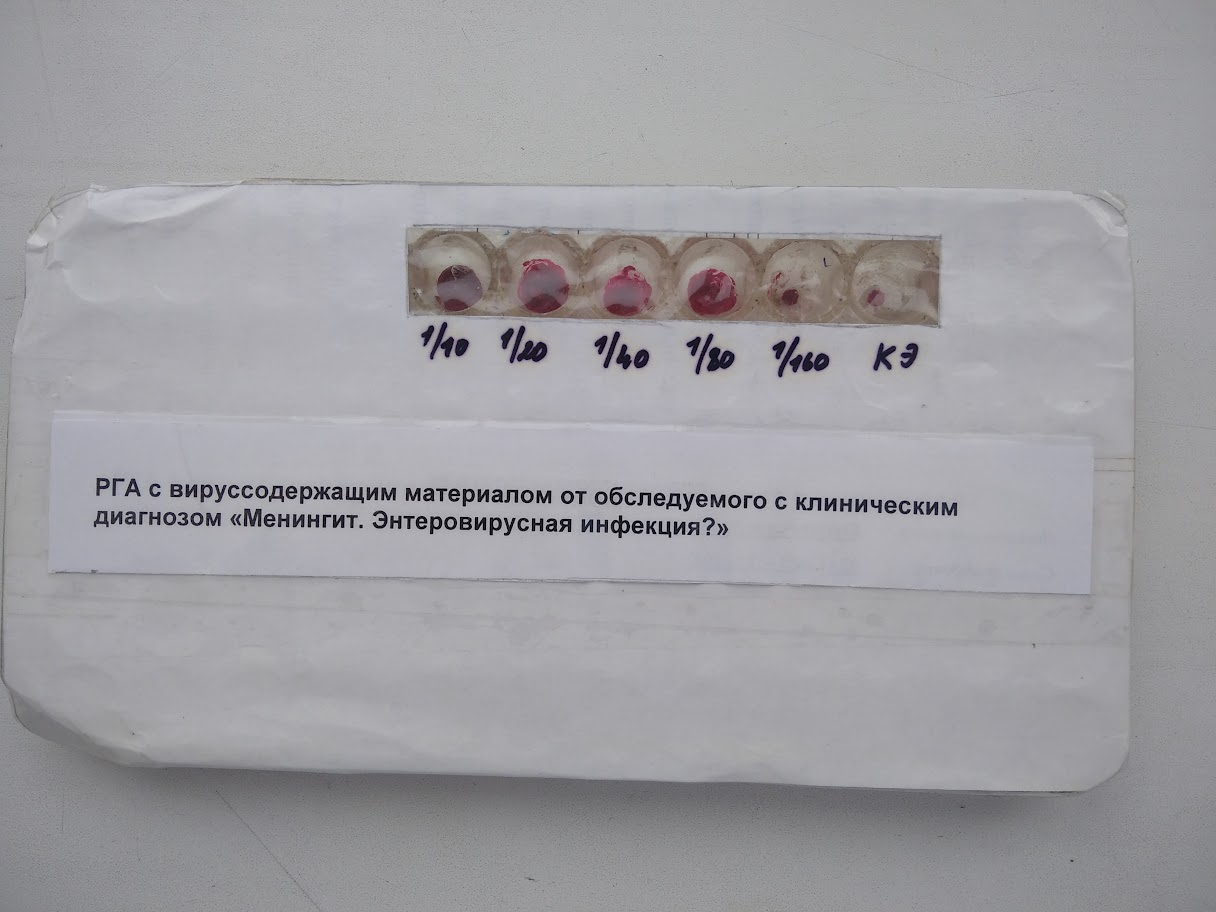 1/10 1/20 1/40 1/80 1/160 КЭ
РГА с вируссодержащим материалом от обследуемого с клиническим
диагнозом «Менингит. Энтеровирусная инфекция?»